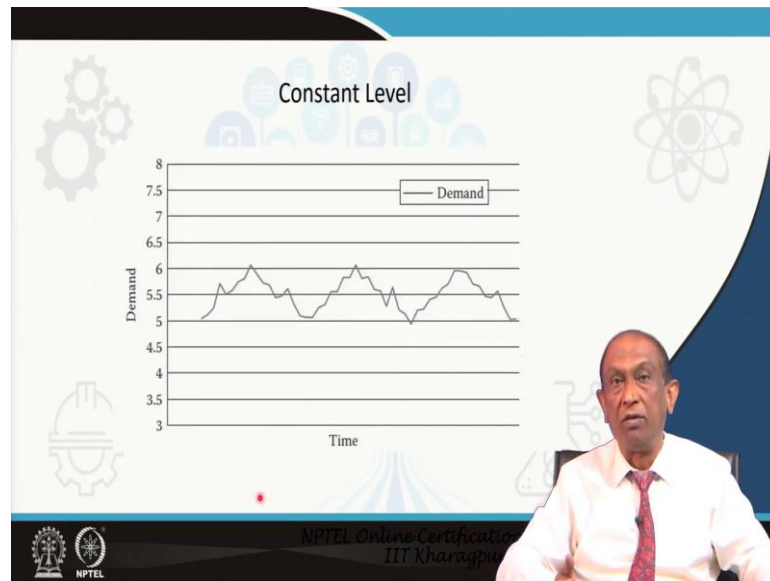 Constant Level
8
7.5
7
6.5
6
5.5
5
4.5
4
3.5
3
Demand
Demand
Time
NPTEL Online Certification
IIT Kharagpur
NPTEL